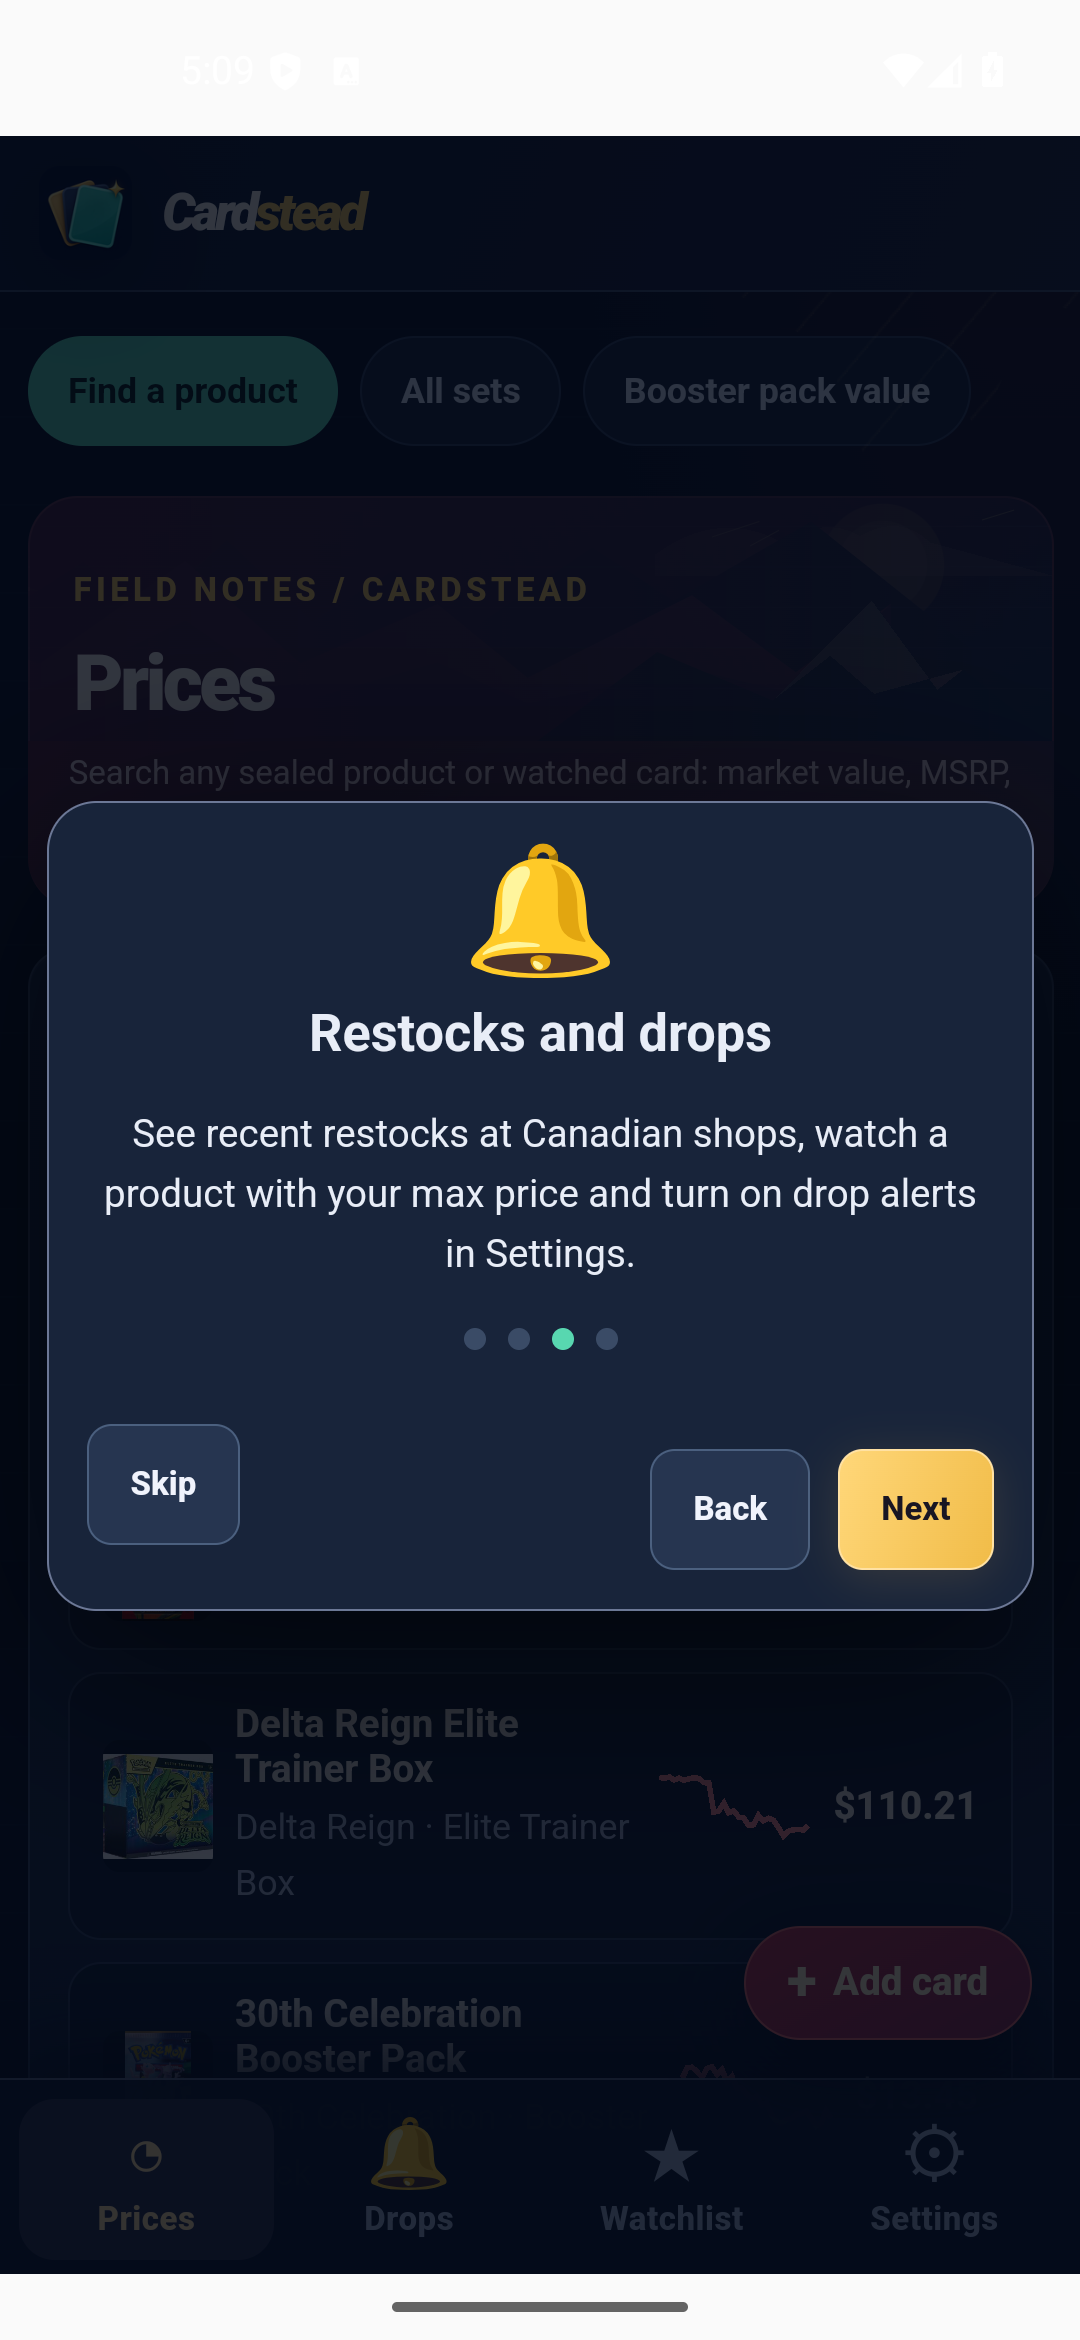 5:09
Cardstead
Find a product
All sets
Booster pack value
FIELD NOTES / CARDSTEAD
Prices
Search any sealed product or watched card: market value, MSRP,
Restocks and drops
See recent restocks at Canadian shops, watch a
product with your max price and turn on drop alerts
in Settings.
Skip
Back
Next
Delta Reign Elite
Trainer Box
Delta Reign · Elite Trainer
Box
$110.21
+ Add card
30th Celebration
Booster Pack
Prices
Drops
Watchlist
Settings